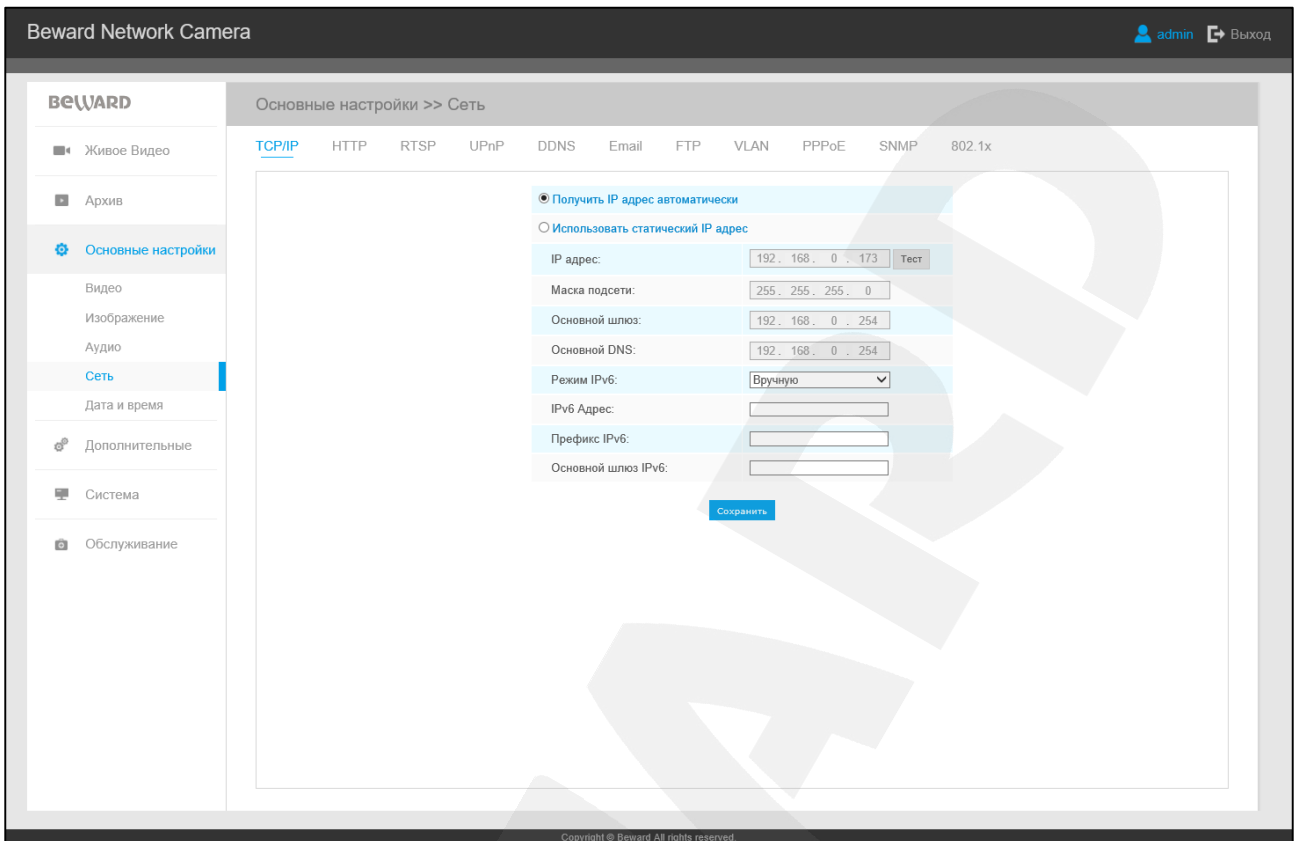 Beward Network Camera
admin Выход
BEWARD
Основные настройки >> Сеть
Живое Видео
Архив
Основные настройки
Видео
Изображение
Аудио
Сеть
Дата и время
Дополнительные
Система
Обслуживание
TCP/IP HTTP RTSP UPnP DDNS Email FTP VLAN PPPoE SNMP 802.1x
Получить IP адрес автоматически
Использовать статический IP адрес
IP адрес: 192. 168. 0 . 173 Тест
Маска подсети: 255. 255. 255. 0
Основной шлюз: 192. 168. 0 . 254
Основной DNS: 192. 168. 0 . 254
Режим IPv6: Вручную
IPv6 Адрес:
Префикс IPv6:
Основной шлюз IPv6:
Сохранить
Copyright © Beward All rights reserved.